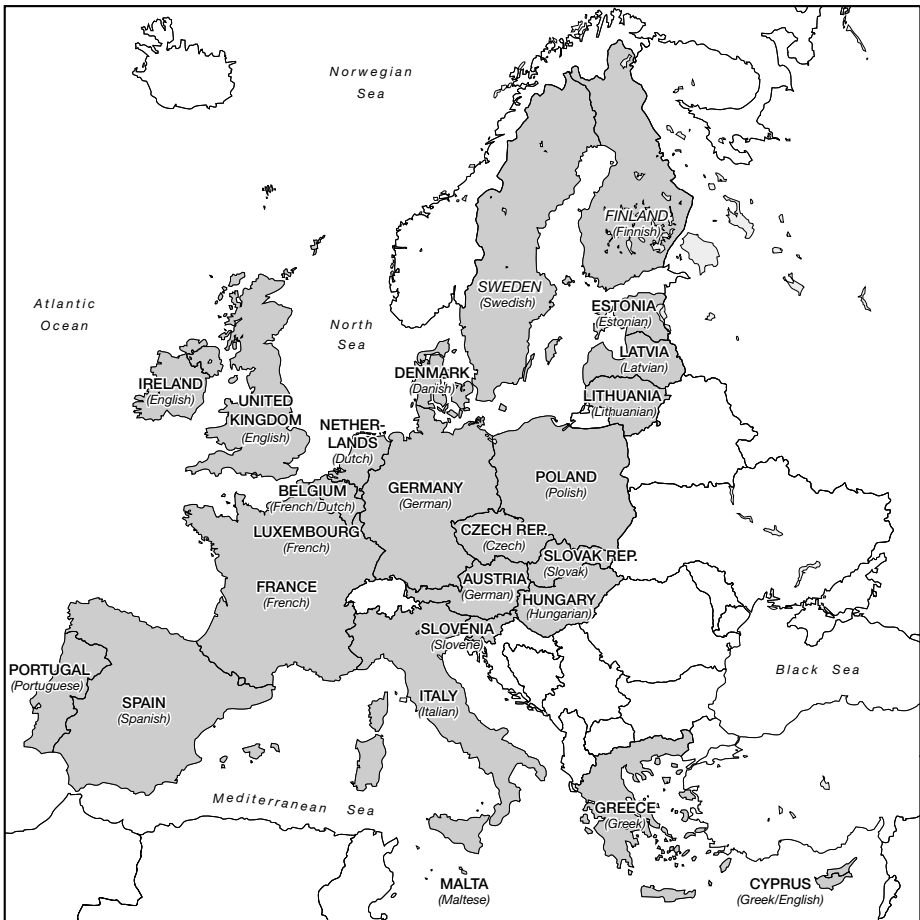 Norwegian
Sea
FINLAND
(Finnish)
SWEDEN
(Swedish)
Atlantic
Ocean
ESTONIA
(Estonian)
North
Sea
LATVIA
(Latvian)
DENMARK
(Danish)
IRELAND
(English)
LITHUANIA
(Lithuanian)
UNITED
KINGDOM
(English)
NETHER-
LANDS
(Dutch)
POLAND
(Polish)
GERMANY
(German)
BELGIUM
(French/Dutch)
LUXEMBOURG
(French)
CZECH REP.
(Czech)
SLOVAK REP.
(Slovak)
AUSTRIA
(German)
FRANCE
(French)
HUNGARY
(Hungarian)
SLOVENIA
(Slovene)
PORTUGAL
(Portuguese)
Black Sea
SPAIN
(Spanish)
ITALY
(Italian)
Mediterranean Sea
GREECE
(Greek)
MALTA
(Maltese)
CYPRUS
(Greek/English)